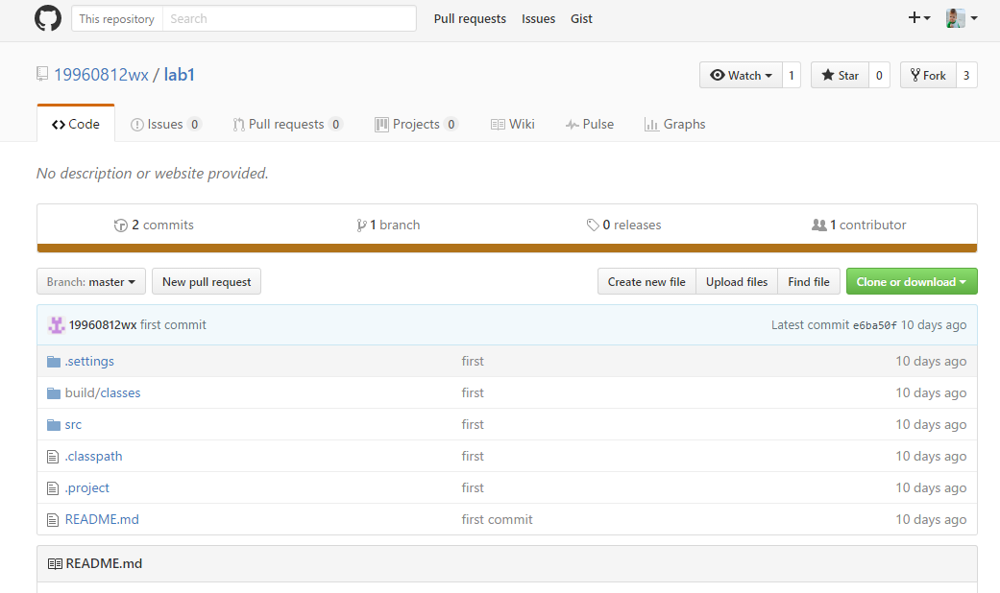 This repository Search Pull requests Issues Gist
19960812wx / lab1 Watch 1 Star 0 Fork 3
Code Issues 0 Pull requests 0 Projects 0 Wiki Pulse Graphs
No description or website provided.
2 commits 1 branch 0 releases 1 contributor
Branch: master New pull request Create new file Upload files Find file Clone or download
19960812wx first commit Latest commit e6ba50f 10 days ago
.settings first 10 days ago
build/classes first 10 days ago
src first 10 days ago
.classpath first 10 days ago
.project first 10 days ago
README.md first commit 10 days ago
README.md